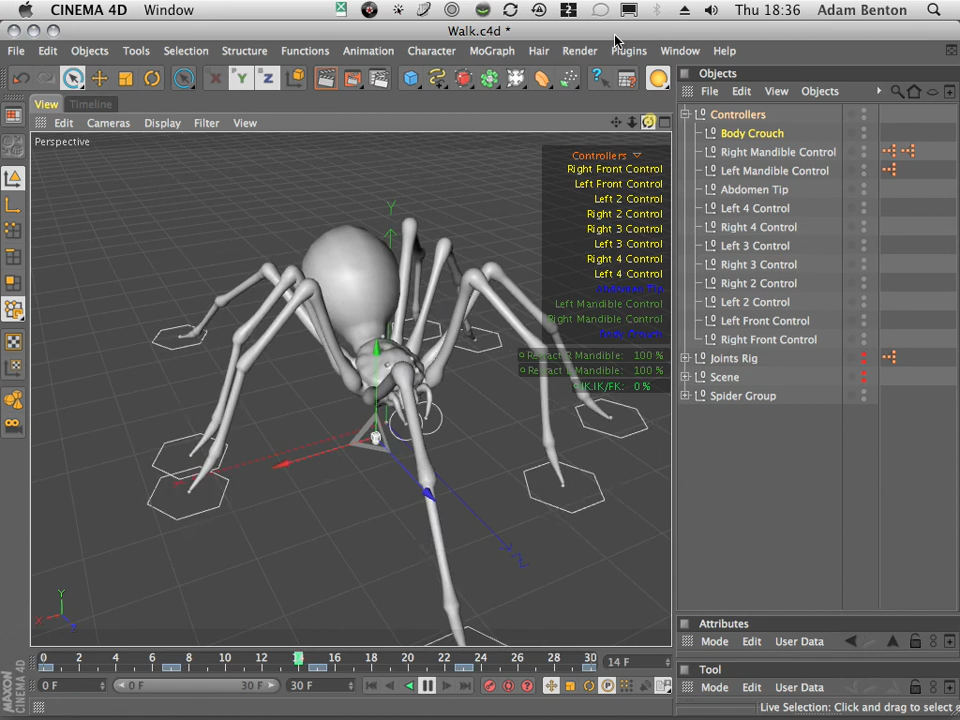 CINEMA 4D Window Thu 18:36 Adam Benton
Walk.c4d *
File Edit Objects Tools Selection Structure Functions Animation Character MoGraph Hair Render Plugins Window Help
View Timeline
Edit Cameras Display Filter View
Perspective
Controllers
Right Front Control
Left Front Control
Left 2 Control
Right 2 Control
Right 3 Control
Left 3 Control
Right 4 Control
Left 4 Control
Abdomen Tip
Left Mandible Control
Right Mandible Control
Body Crouch
Retract R Mandible: 100 %
Retract L Mandible: 100 %
IK.IK/FK: 0 %
Y
Z
Y
X
Z
0 2 4 6 8 10 12 14 16 18 20 22 24 26 28 30 14 F
0 F 0 F 30 F 30 F
MAXON
CINEMA 4D
Objects
File Edit View Objects
Controllers
Body Crouch
Right Mandible Control
Left Mandible Control
Abdomen Tip
Left 4 Control
Right 4 Control
Left 3 Control
Right 3 Control
Right 2 Control
Left 2 Control
Left Front Control
Right Front Control
Joints Rig
Scene
Spider Group
Attributes
Mode Edit User Data
Tool
Mode Edit User Data
Live Selection: Click and drag to select